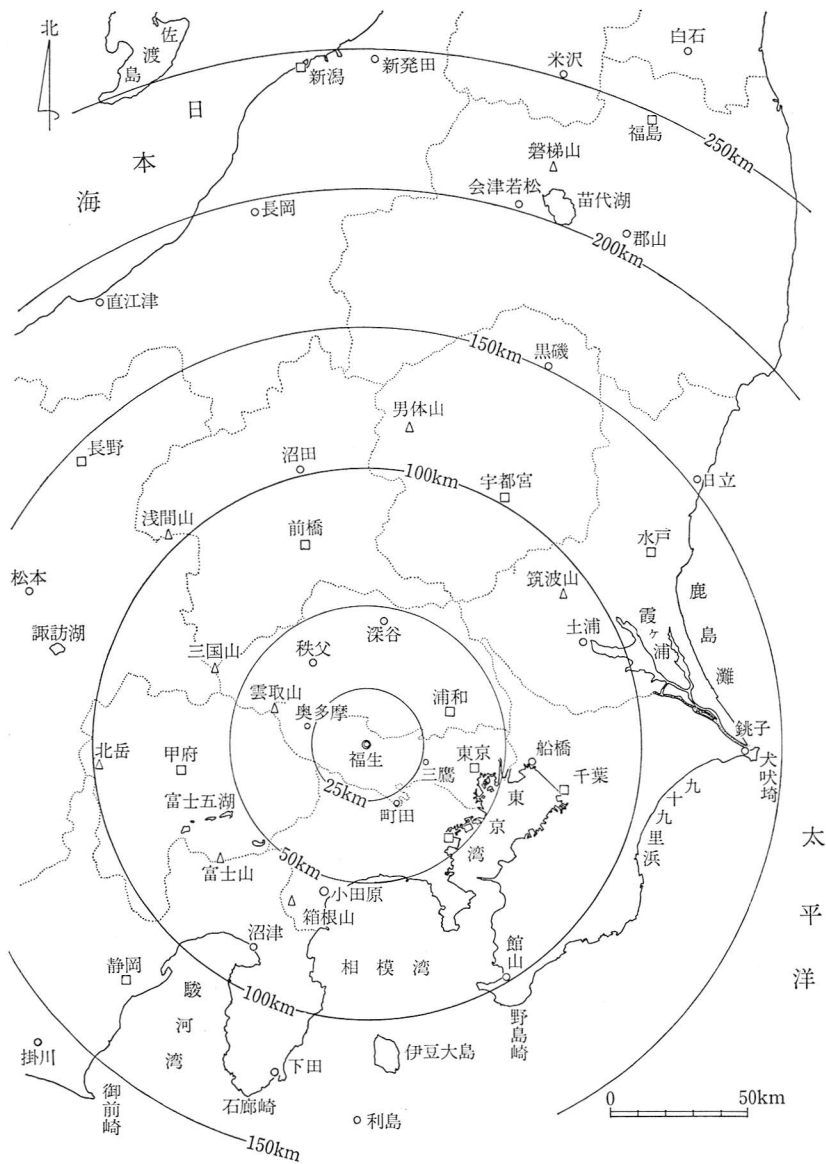 北
佐渡島
新潟
新発田
米沢
白石
日本海
福島
250km
磐梯山
会津若松
苗代湖
長岡
200km
郡山
直江津
150km
黒磯
男体山
長野
沼田
100km
宇都宮
日立
浅間山
前橋
水戸
松本
筑波山
鹿島灘
諏訪湖
深谷
土浦
霞ヶ浦
三国山
秩父
雲取山
奥多摩
浦和
銚子
犬吠埼
北岳
甲府
福生
三鷹
東京
船橋
千葉
富士五湖
25km
町田
東京湾
九十九里浜
太平洋
富士山
50km
小田原
箱根山
沼津
相模湾
館山
静岡
駿河湾
100km
野島崎
掛川
伊豆大島
下田
御前崎
石廊崎
利島
150km
0
50km